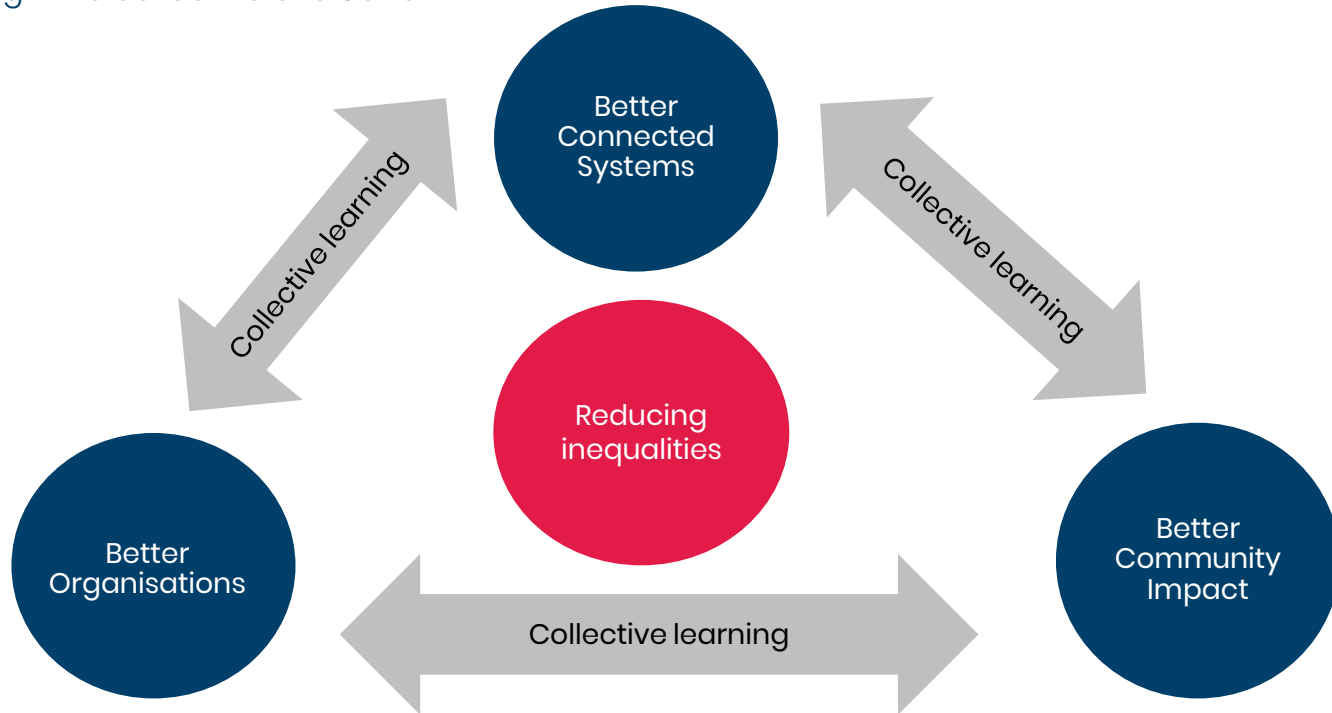 Better
Connected
Systems
Collective learning
Collective learning
Reducing
inequalities
Better
Organisations
Better
Community
Impact
Collective learning